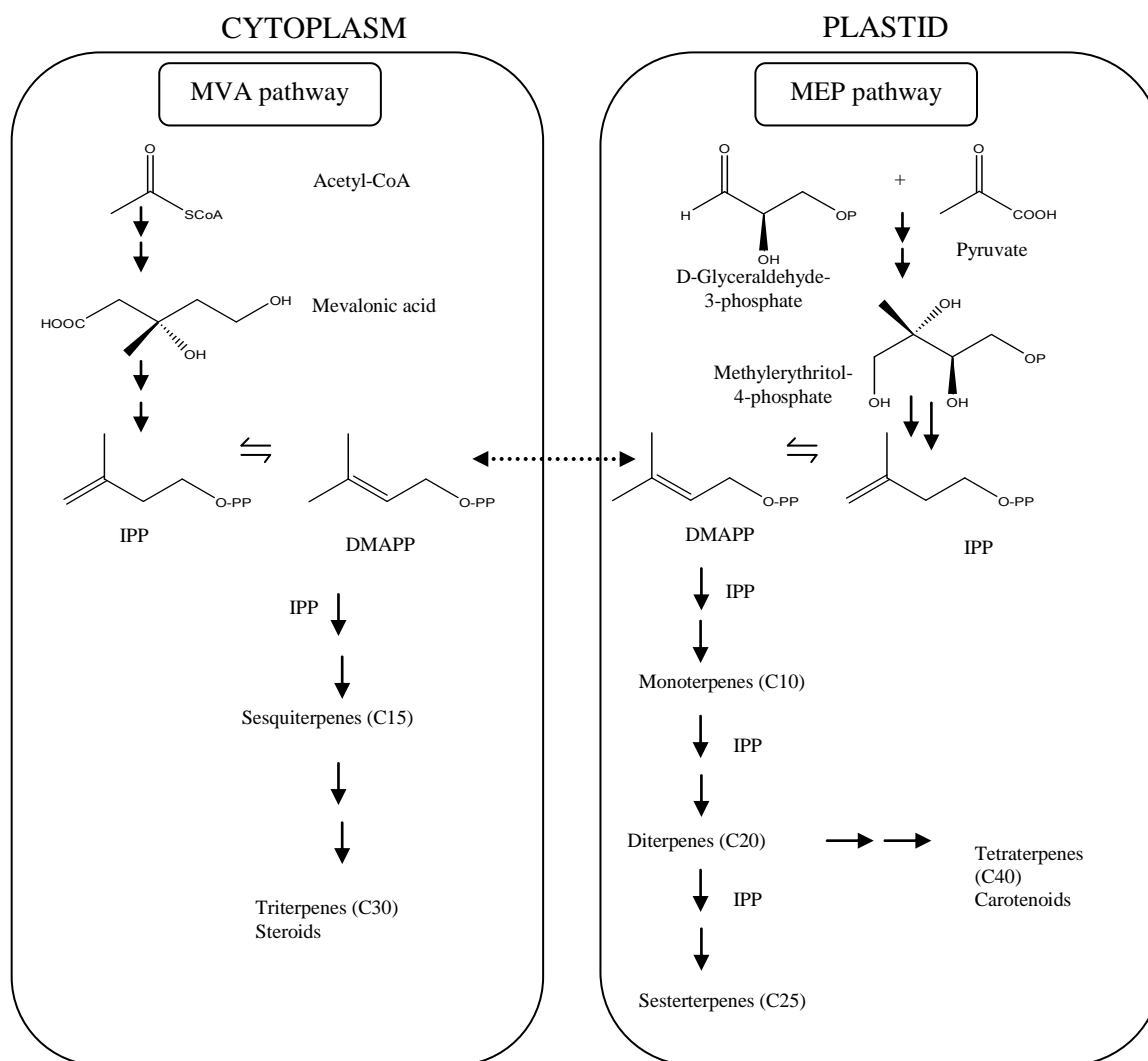 CYTOPLASM
MVA pathway
O
Acetyl-CoA
SCoA
HOOC
OH
Mevalonic acid
OH
O-PP
IPP
O-PP
DMAPP
IPP
Sesquiterpenes (C15)
Triterpenes (C30)
Steroids
PLASTID
MEP pathway
O
H
OP
OH
D-Glyceraldehyde-
3-phosphate
+
O
COOH
Pyruvate
OH
OP
Methylerythritol-
4-phosphate
OH
OH
O-PP
DMAPP
O-PP
IPP
IPP
Monoterpenes (C10)
IPP
Diterpenes (C20)
Tetraterpenes
(C40)
Carotenoids
IPP
Sesterterpenes (C25)